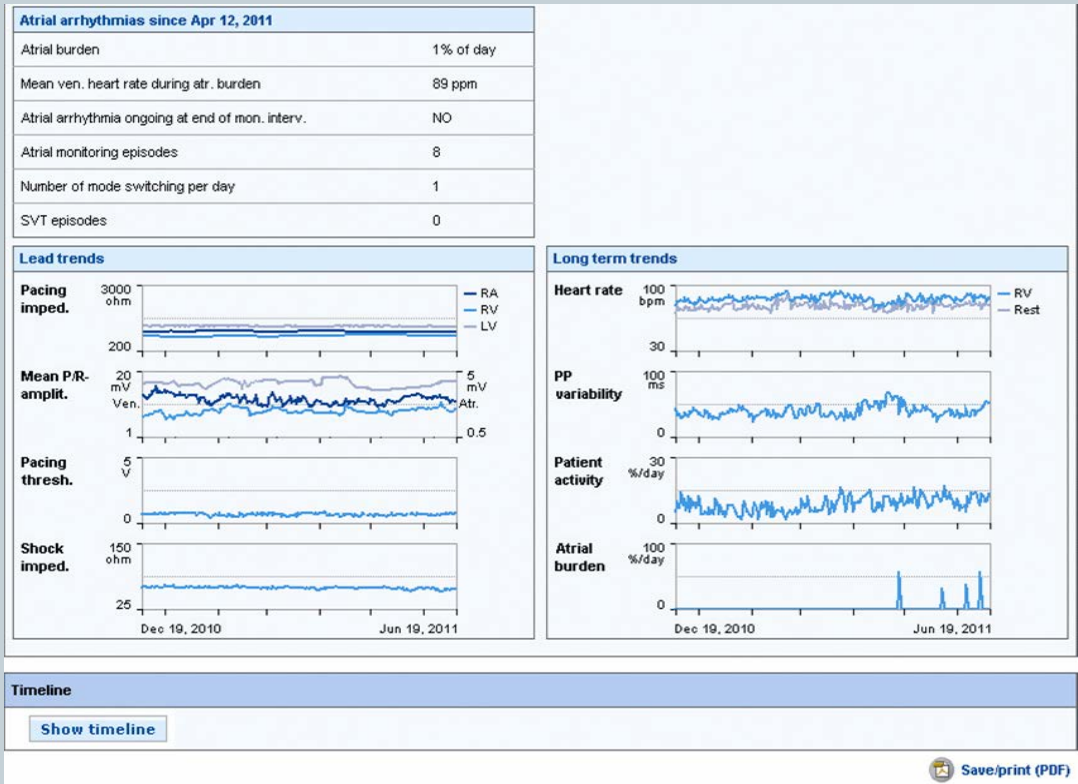 Atrial arrhythmias since Apr 12, 2011
Atrial burden 1% of day
Mean ven. heart rate during atr. burden 89 ppm
Atrial arrhythmia ongoing at end of mon. interv. NO
Atrial monitoring episodes 8
Number of mode switching per day 1
SVT episodes 0
Lead trends
Pacing
imped.
3000
ohm
200
RA
RV
LV
Mean P/R-
amplit.
20
mV
Ven.
1
5
mV
Atr.
0.5
Pacing
thresh.
5
V
0
Shock
imped.
150
ohm
25
Dec 19, 2010 Jun 19, 2011
Long term trends
Heart rate
100
bpm
30
RV
Rest
PP
variability
100
ms
0
Patient
activity
30
%/day
0
Atrial
burden
100
%/day
0
Dec 19, 2010 Jun 19, 2011
Timeline
Show timeline
Save/print (PDF)